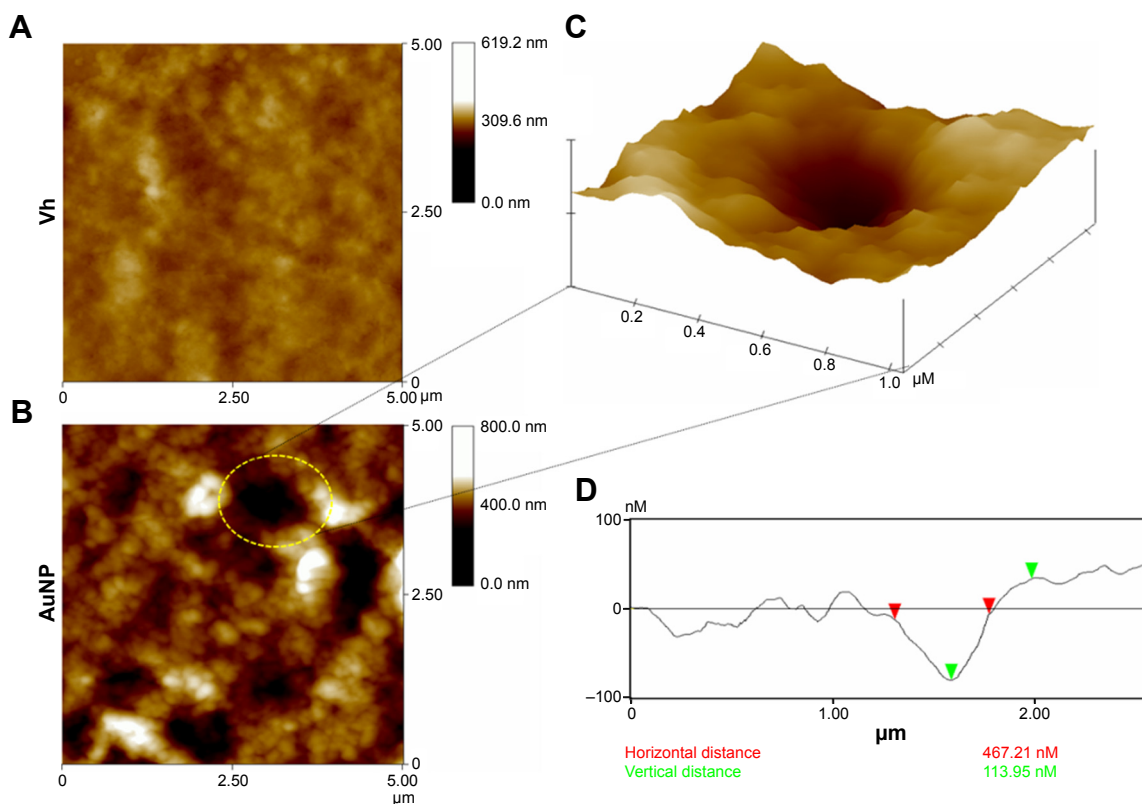 A
Vh
5.00
2.50
0
0
2.50
5.00 µm
619.2 nm
309.6 nm
0.0 nm
B
AuNP
5.00
2.50
0
0
2.50
5.00
µm
800.0 nm
400.0 nm
0.0 nm
C
0.2
0.4
0.6
0.8
1.0
µM
D
nM
100
0
−100
0
1.00
2.00
µm
Horizontal distance 467.21 nM
Vertical distance 113.95 nM